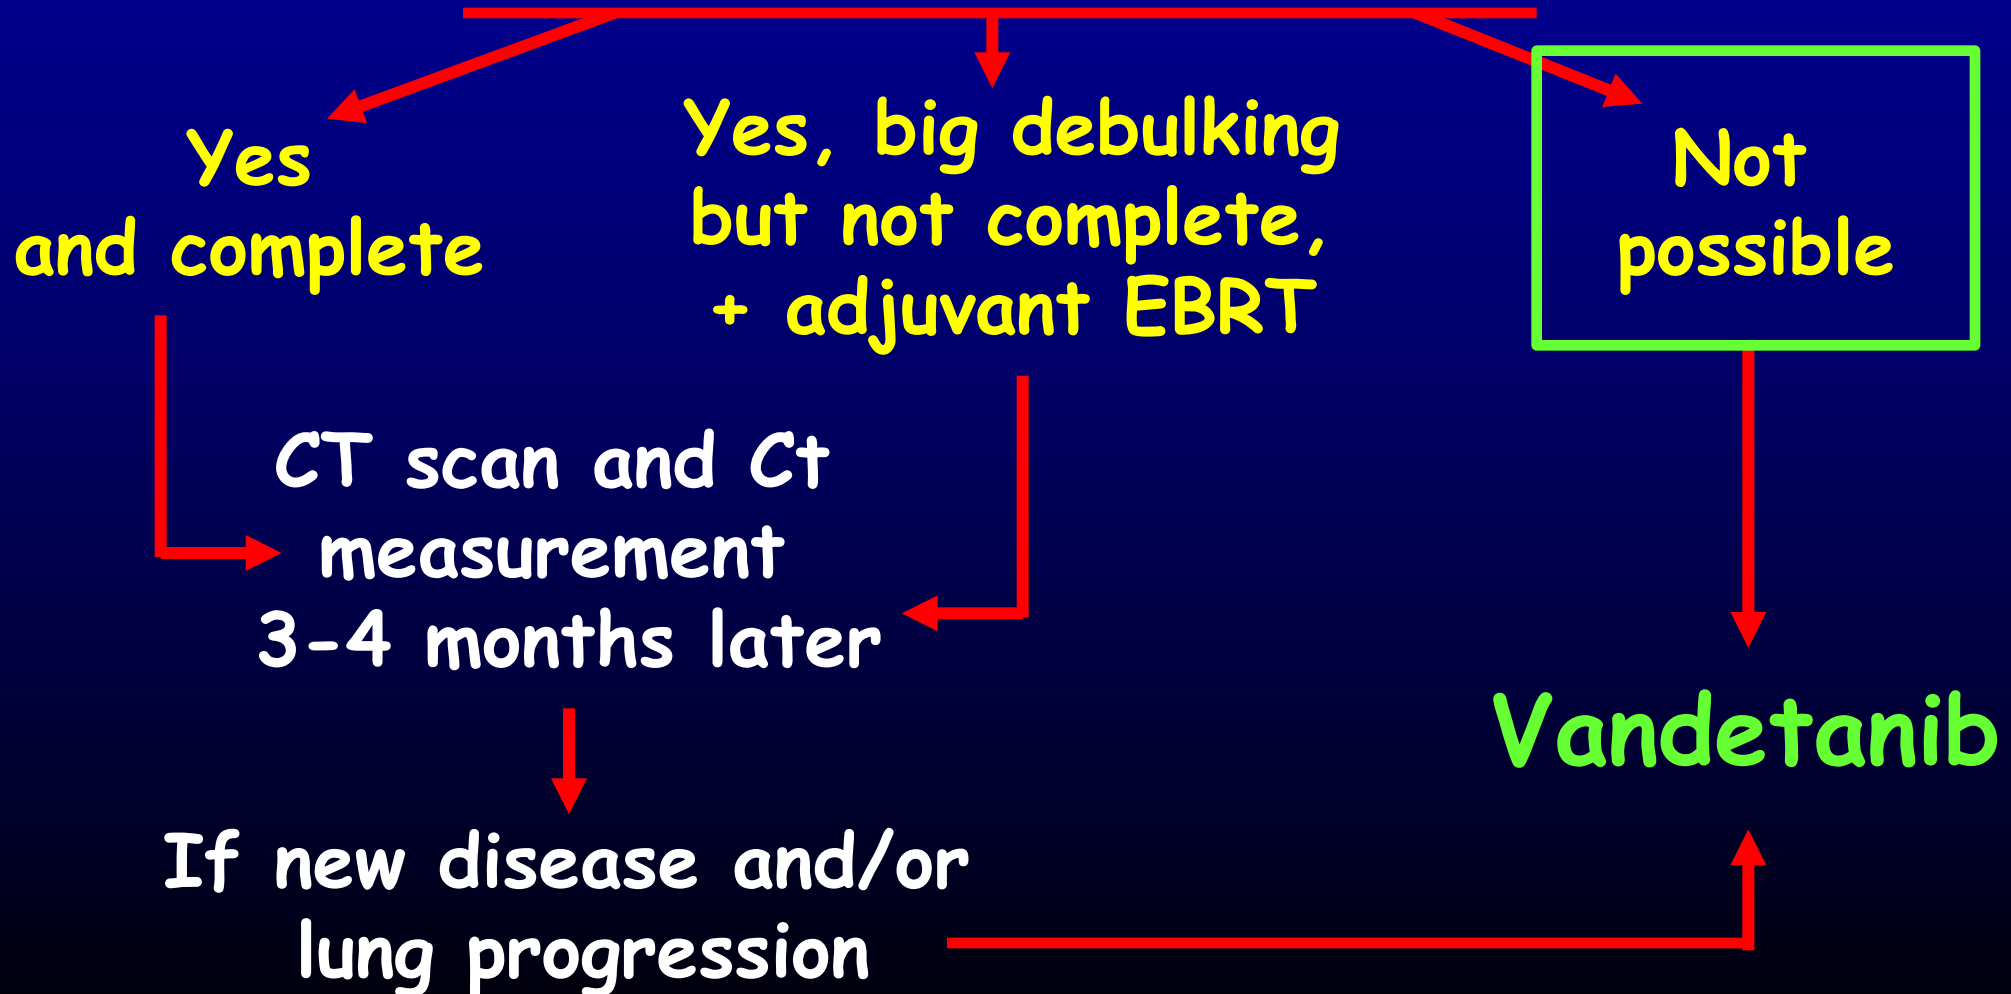 Yes
and complete
Yes, big debulking
but not complete,
+ adjuvant EBRT
Not
possible
CT scan and Ct
measurement
3-4 months later
Vandetanib
If new disease and/or
lung progression